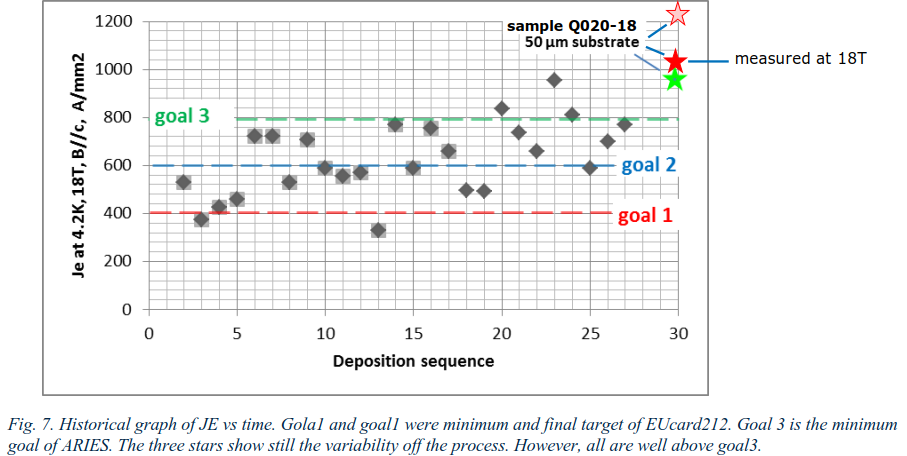 1200
1000
800
600
400
200
0
Je at 4.2K,18T, B//c, A/mm2
sample Q020-18
50 µm substrate
measured at 18T
goal 3
goal 2
goal 1
0 5 10 15 20 25 30
Deposition sequence
Fig. 7. Historical graph of JE vs time. Gola1 and goal1 were minimum and final target of EUcard212. Goal 3 is the minimum
goal of ARIES. The three stars show still the variability off the process. However, all are well above goal3.